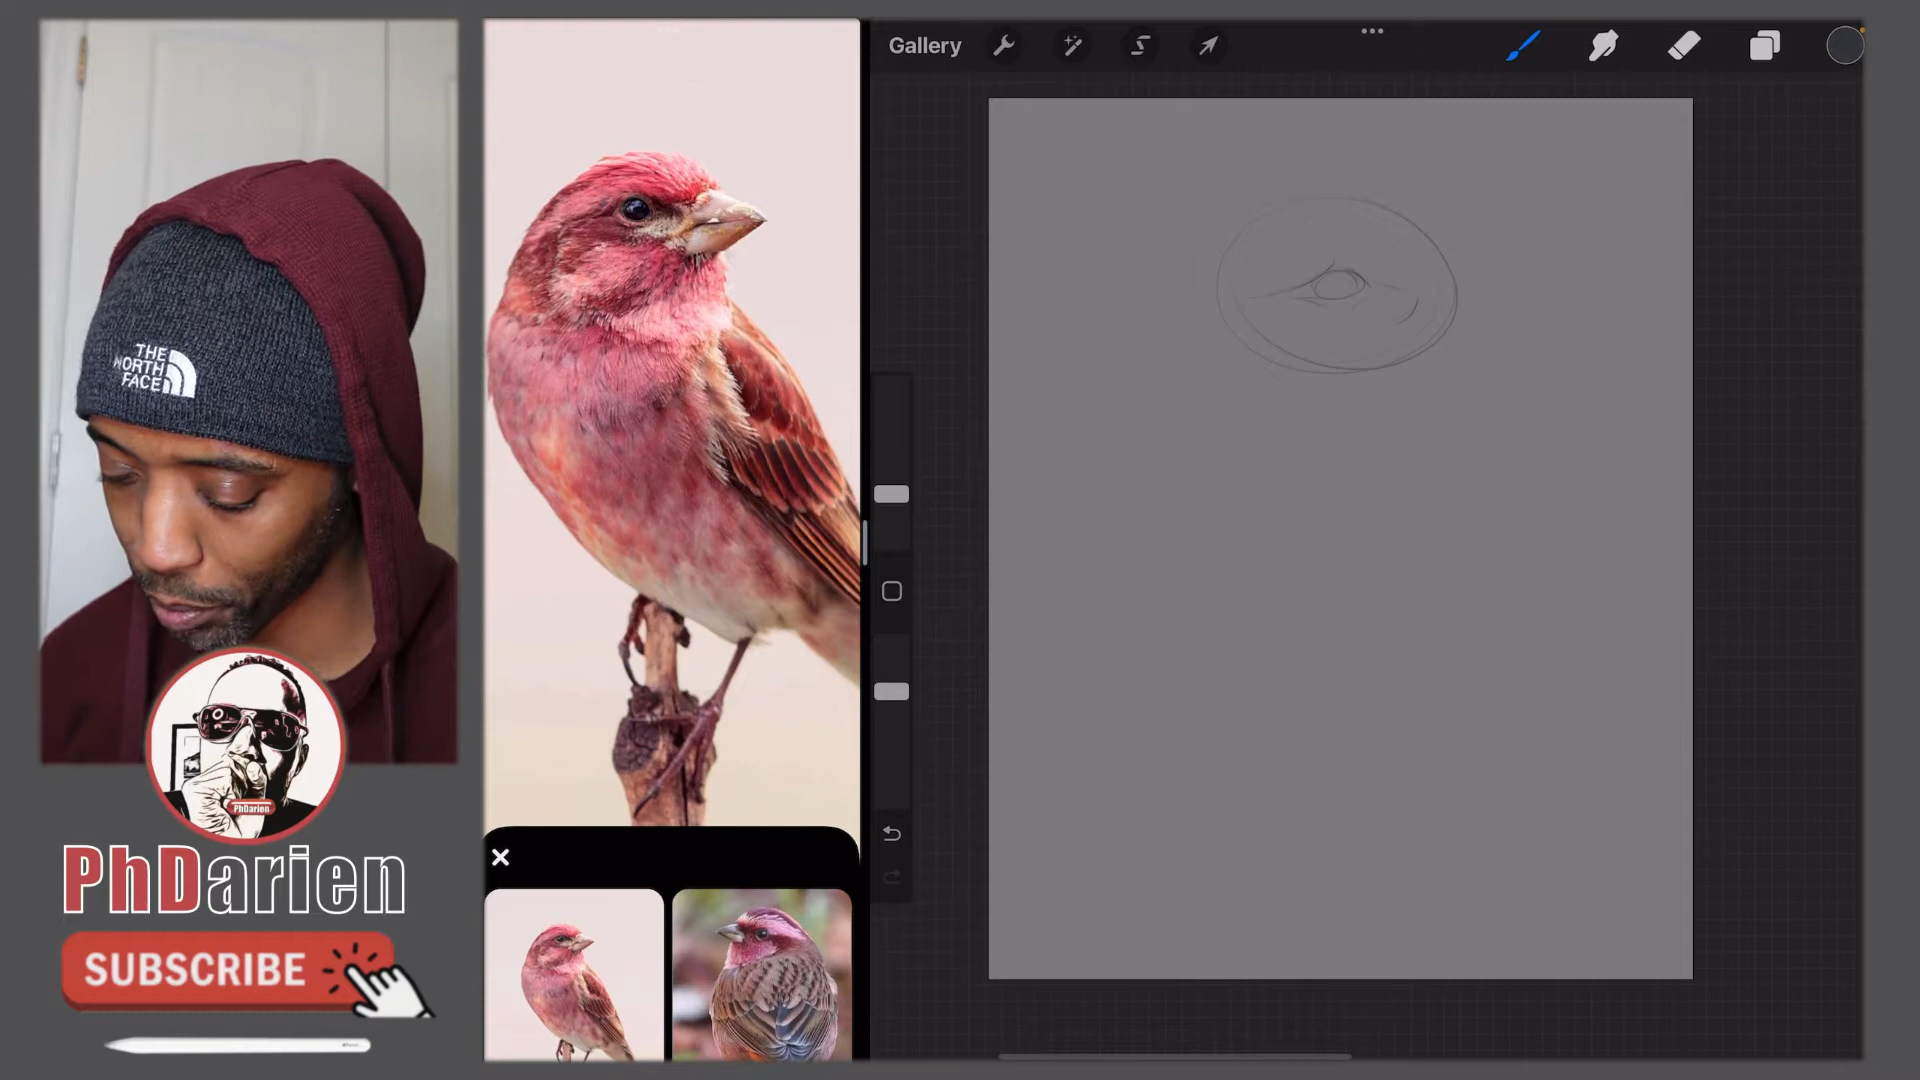 Gallery
THE
NORTH
FACE
PhDarien
PhDarien
SUBSCRIBE